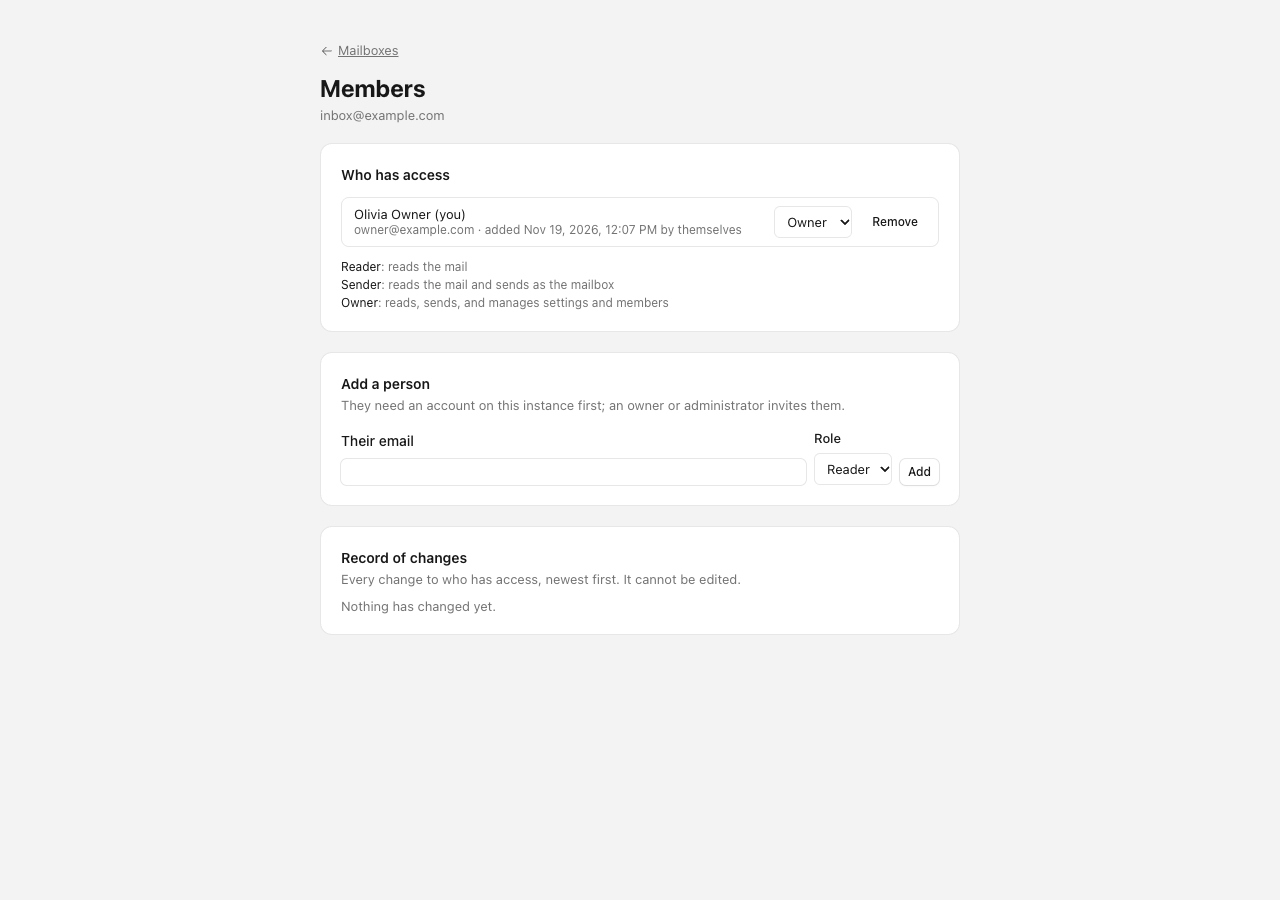 ← Mailboxes
Members
inbox@example.com
Who has access
Olivia Owner (you)
owner@example.com · added Nov 19, 2026, 12:07 PM by themselves
Owner
Remove
Reader: reads the mail
Sender: reads the mail and sends as the mailbox
Owner: reads, sends, and manages settings and members
Add a person
They need an account on this instance first; an owner or administrator invites them.
Their email
Role
Reader
Add
Record of changes
Every change to who has access, newest first. It cannot be edited.
Nothing has changed yet.